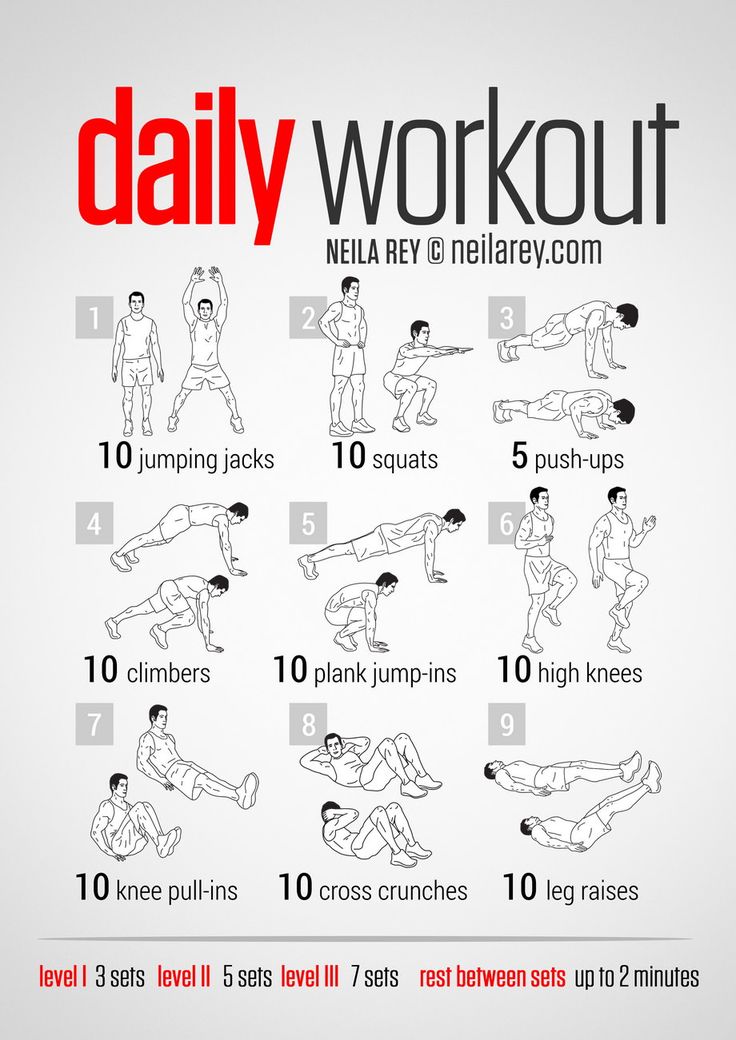 daily workout
NEILA REY © neilarey.com
1
2
3
10 jumping jacks
10 squats
5 push-ups
4
5
6
10 climbers
10 plank jump-ins
10 high knees
7
8
9
10 knee pull-ins
10 cross crunches
10 leg raises
level I 3 sets level II 5 sets level III 7 sets rest between sets up to 2 minutes